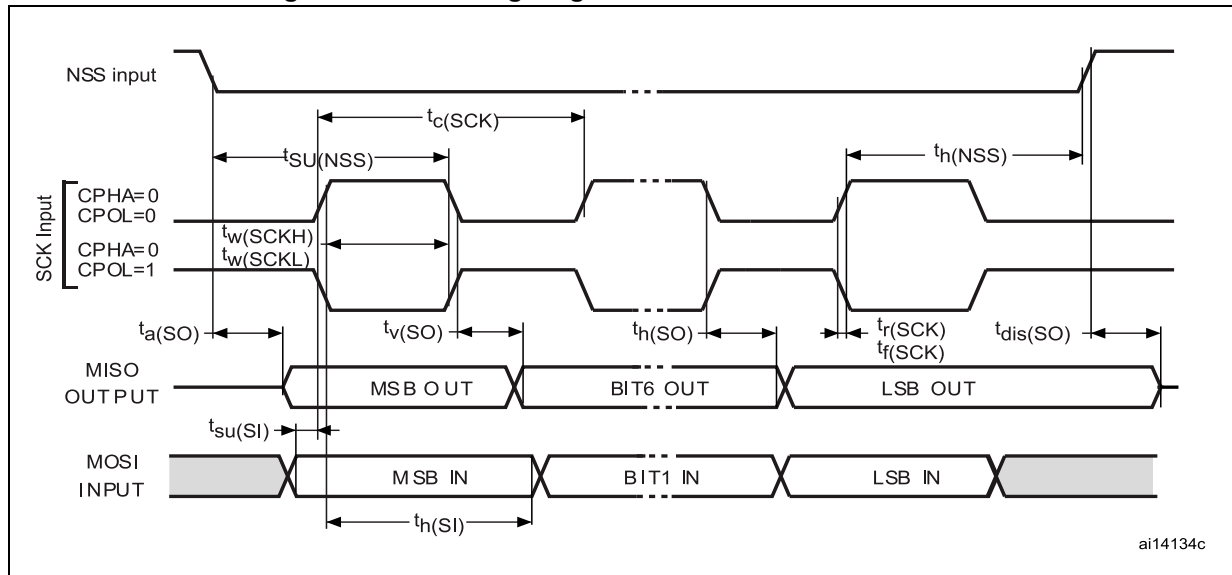 NSS input
tc(SCK)
tSU(NSS)
th(NSS)
SCK Input
CPHA=0
CPOL=0
tw(SCKH)
CPHA=0
tw(SCKL)
CPOL=1
ta(SO)
tv(SO)
th(SO)
tr(SCK)
tf(SCK)
tdis(SO)
MISO
OUTPUT
MSB OUT
BIT6 OUT
LSB OUT
tsu(SI)
MOSI
INPUT
MSB IN
BIT1 IN
LSB IN
th(SI)
ai14134c